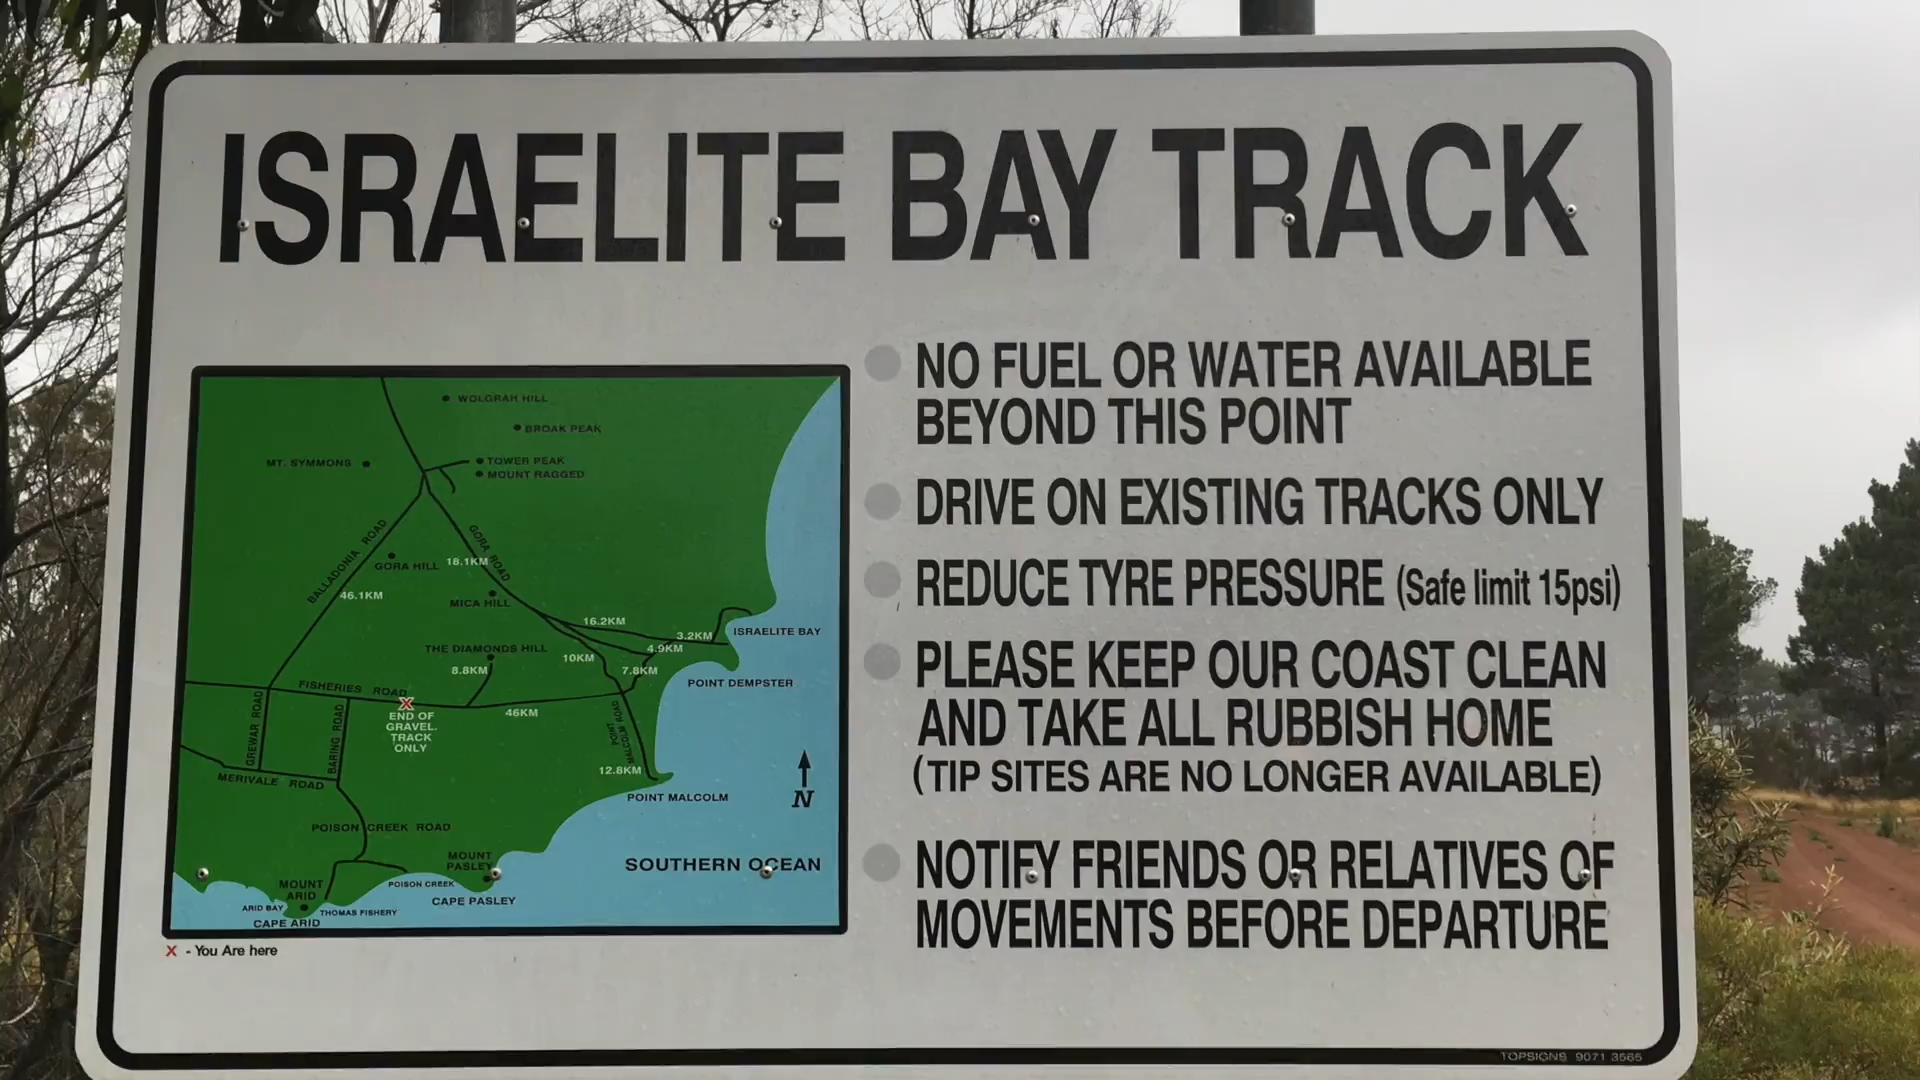 ISRAELITE BAY TRACK
NO FUEL OR WATER AVAILABLE
BEYOND THIS POINT
DRIVE ON EXISTING TRACKS ONLY
REDUCE TYRE PRESSURE (Safe limit 15psi)
PLEASE KEEP OUR COAST CLEAN
AND TAKE ALL RUBBISH HOME
(TIP SITES ARE NO LONGER AVAILABLE)
NOTIFY FRIENDS OR RELATIVES OF
MOVEMENTS BEFORE DEPARTURE
WOLGRAH HILL
BROAK PEAK
MT. SYMMONS
TOWER PEAK
MOUNT RAGGED
BALLADONIA ROAD
GORA ROAD
GORA HILL
18.1KM
46.1KM
MICA HILL
16.2KM
3.2KM
ISRAELITE BAY
THE DIAMONDS HILL
4.9KM
10KM
8.8KM
7.8KM
POINT DEMPSTER
FISHERIES ROAD
X
END OF
GRAVEL.
TRACK
ONLY
46KM
GREWAR ROAD
BARING ROAD
POINT
MALCOLM ROAD
MERIVALE ROAD
12.8KM
POINT MALCOLM
N
POISON CREEK ROAD
MOUNT
PASLEY
SOUTHERN OCEAN
MOUNT
ARID
POISON CREEK
CAPE PASLEY
ARID BAY
THOMAS FISHERY
CAPE ARID
X - You Are here
TOPSIGNS 9071 3565